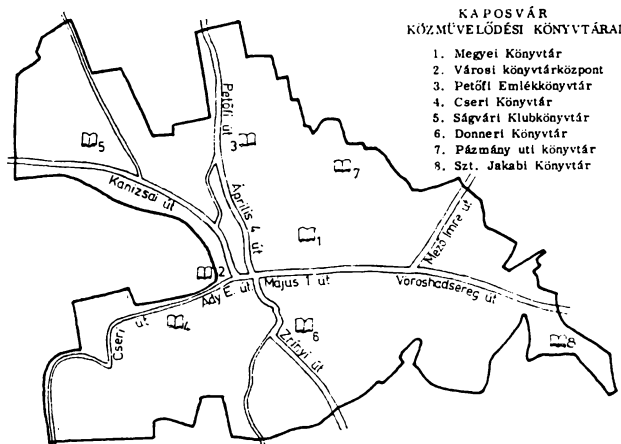 KAPOSVÁR
KÖZMŰVELŐDÉSI KÖNYVTÁRAI
1. Megyei Könyvtár
2. Városi könyvtárközpont
3. Petőfi Emlékkönyvtár
4. Cseri Könyvtár
5. Ságvári Klubkönyvtár
6. Donneri Könyvtár
7. Pázmány uti könyvtár
8. Szt. Jakabi Könyvtár
Petőfi út
3
5
7
Kanizsai út
Április 4. út
Mező Imre út
1
2
Ady E. út
Május 1 út
Voroshadsereg út
Cseri út
4
6
Zrínyi út
8